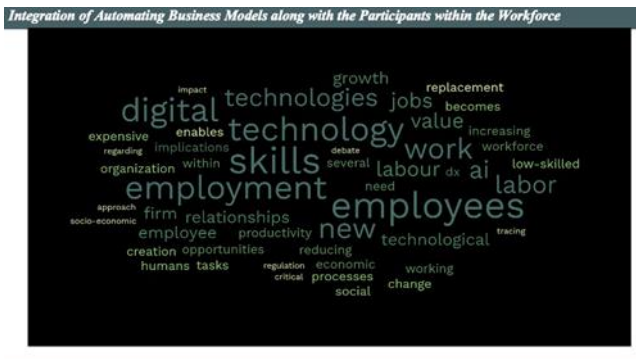 Integration of Automating Business Models along with the Participants within the Workforce
growth
impact
replacement
digital technologies jobs becomes
expensive enables technology value increasing
regarding implications debate work workforce
organization within skills several labour dx ai low-skilled
employment need labor
approach
socio-economic firm relationships employees
employee productivity new technological tracing
creation opportunities reducing
humans tasks regulation economic working
critical processes change
social